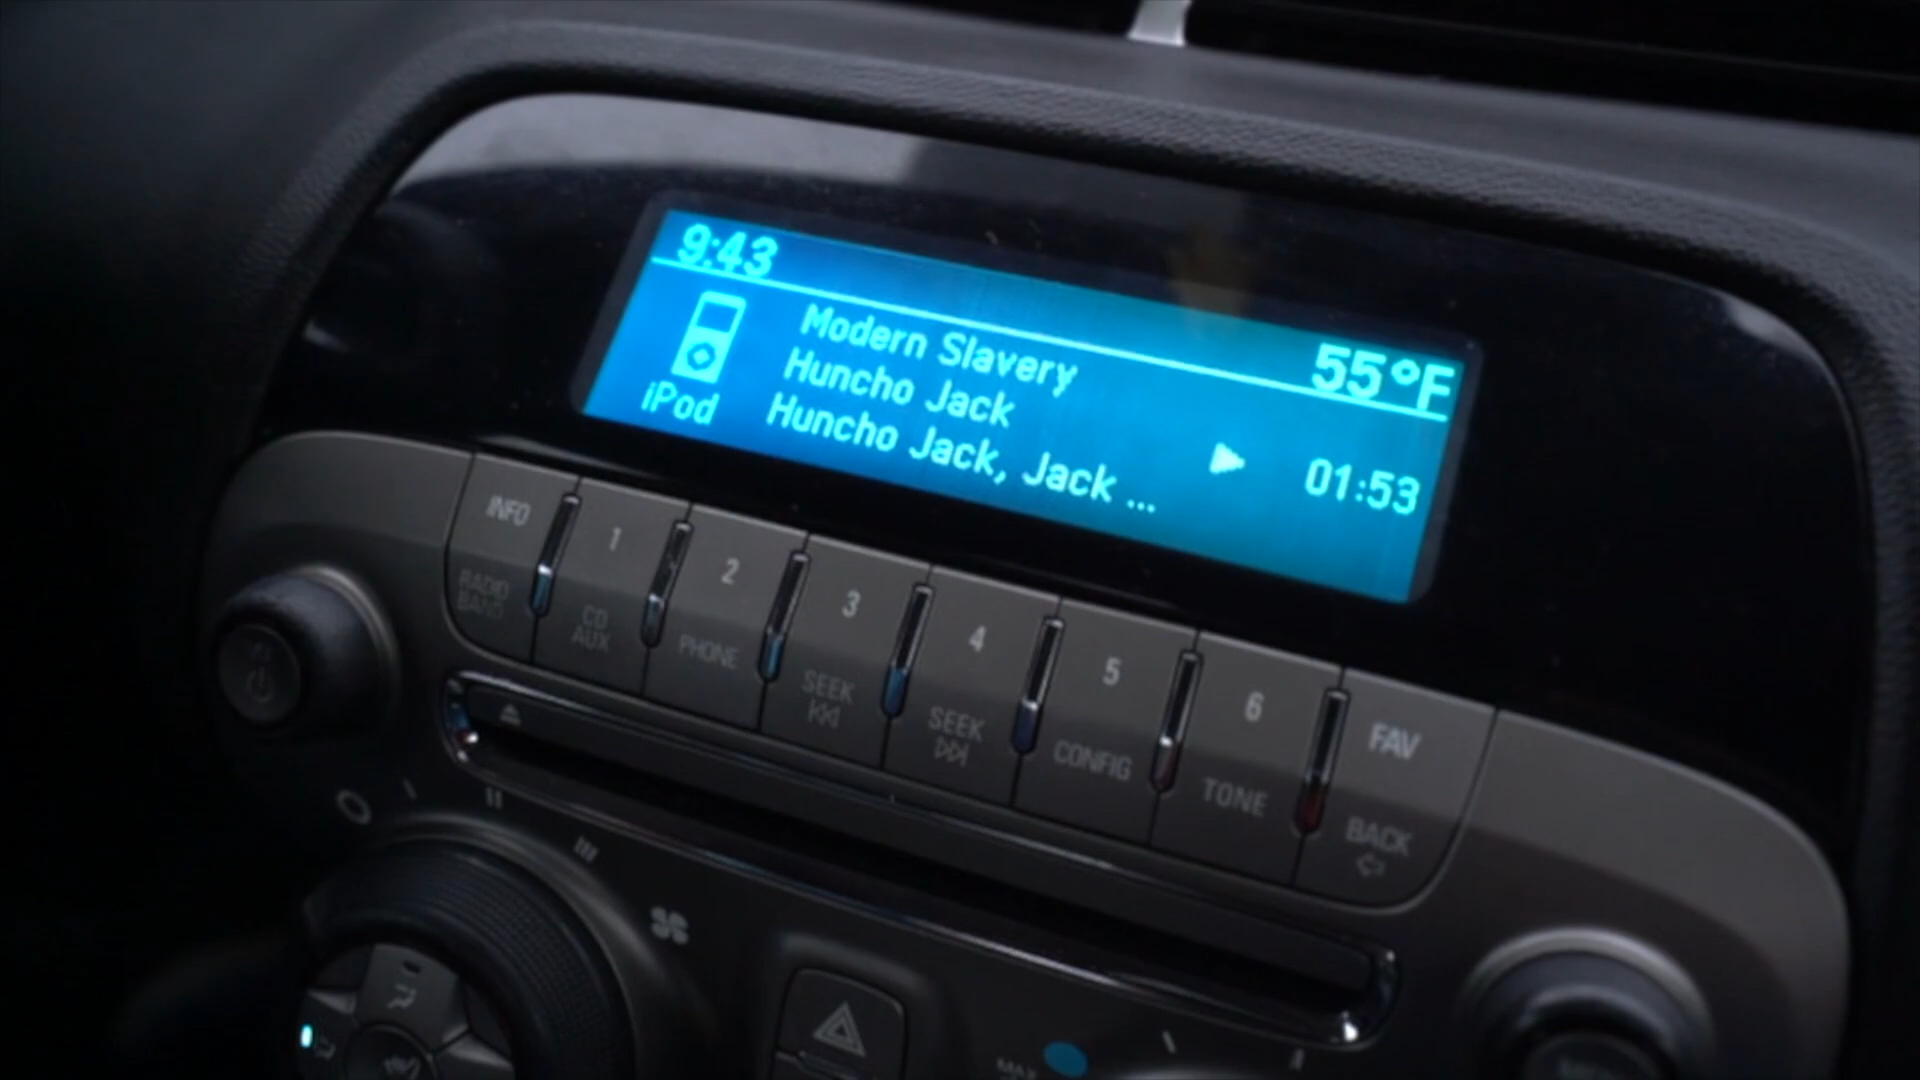 9:43
55°F
Modern Slavery
Huncho Jack
Huncho Jack, Jack ...
iPod
01:53
INFO
1
2
3
4
5
6
FAV
RADIO
BAND
CD
AUX
PHONE
SEEK
SEEK
CONFIG
TONE
BACK
MAX